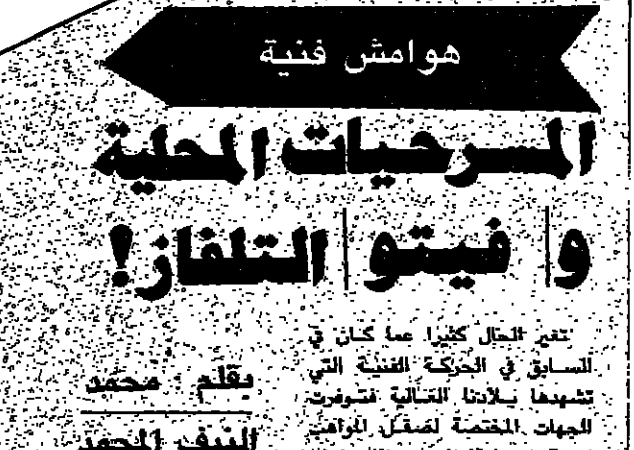 هوامش فنية
المسرحيات المحلية
و| فيتو |التلفاز!
تغير الحال كثيرا عما كان في
السابق في الحركة الفنية التي
تشهدها بلادنا الغالية فتوفرت
الجهات المختصة لصقل المواهب
بقلم محمد